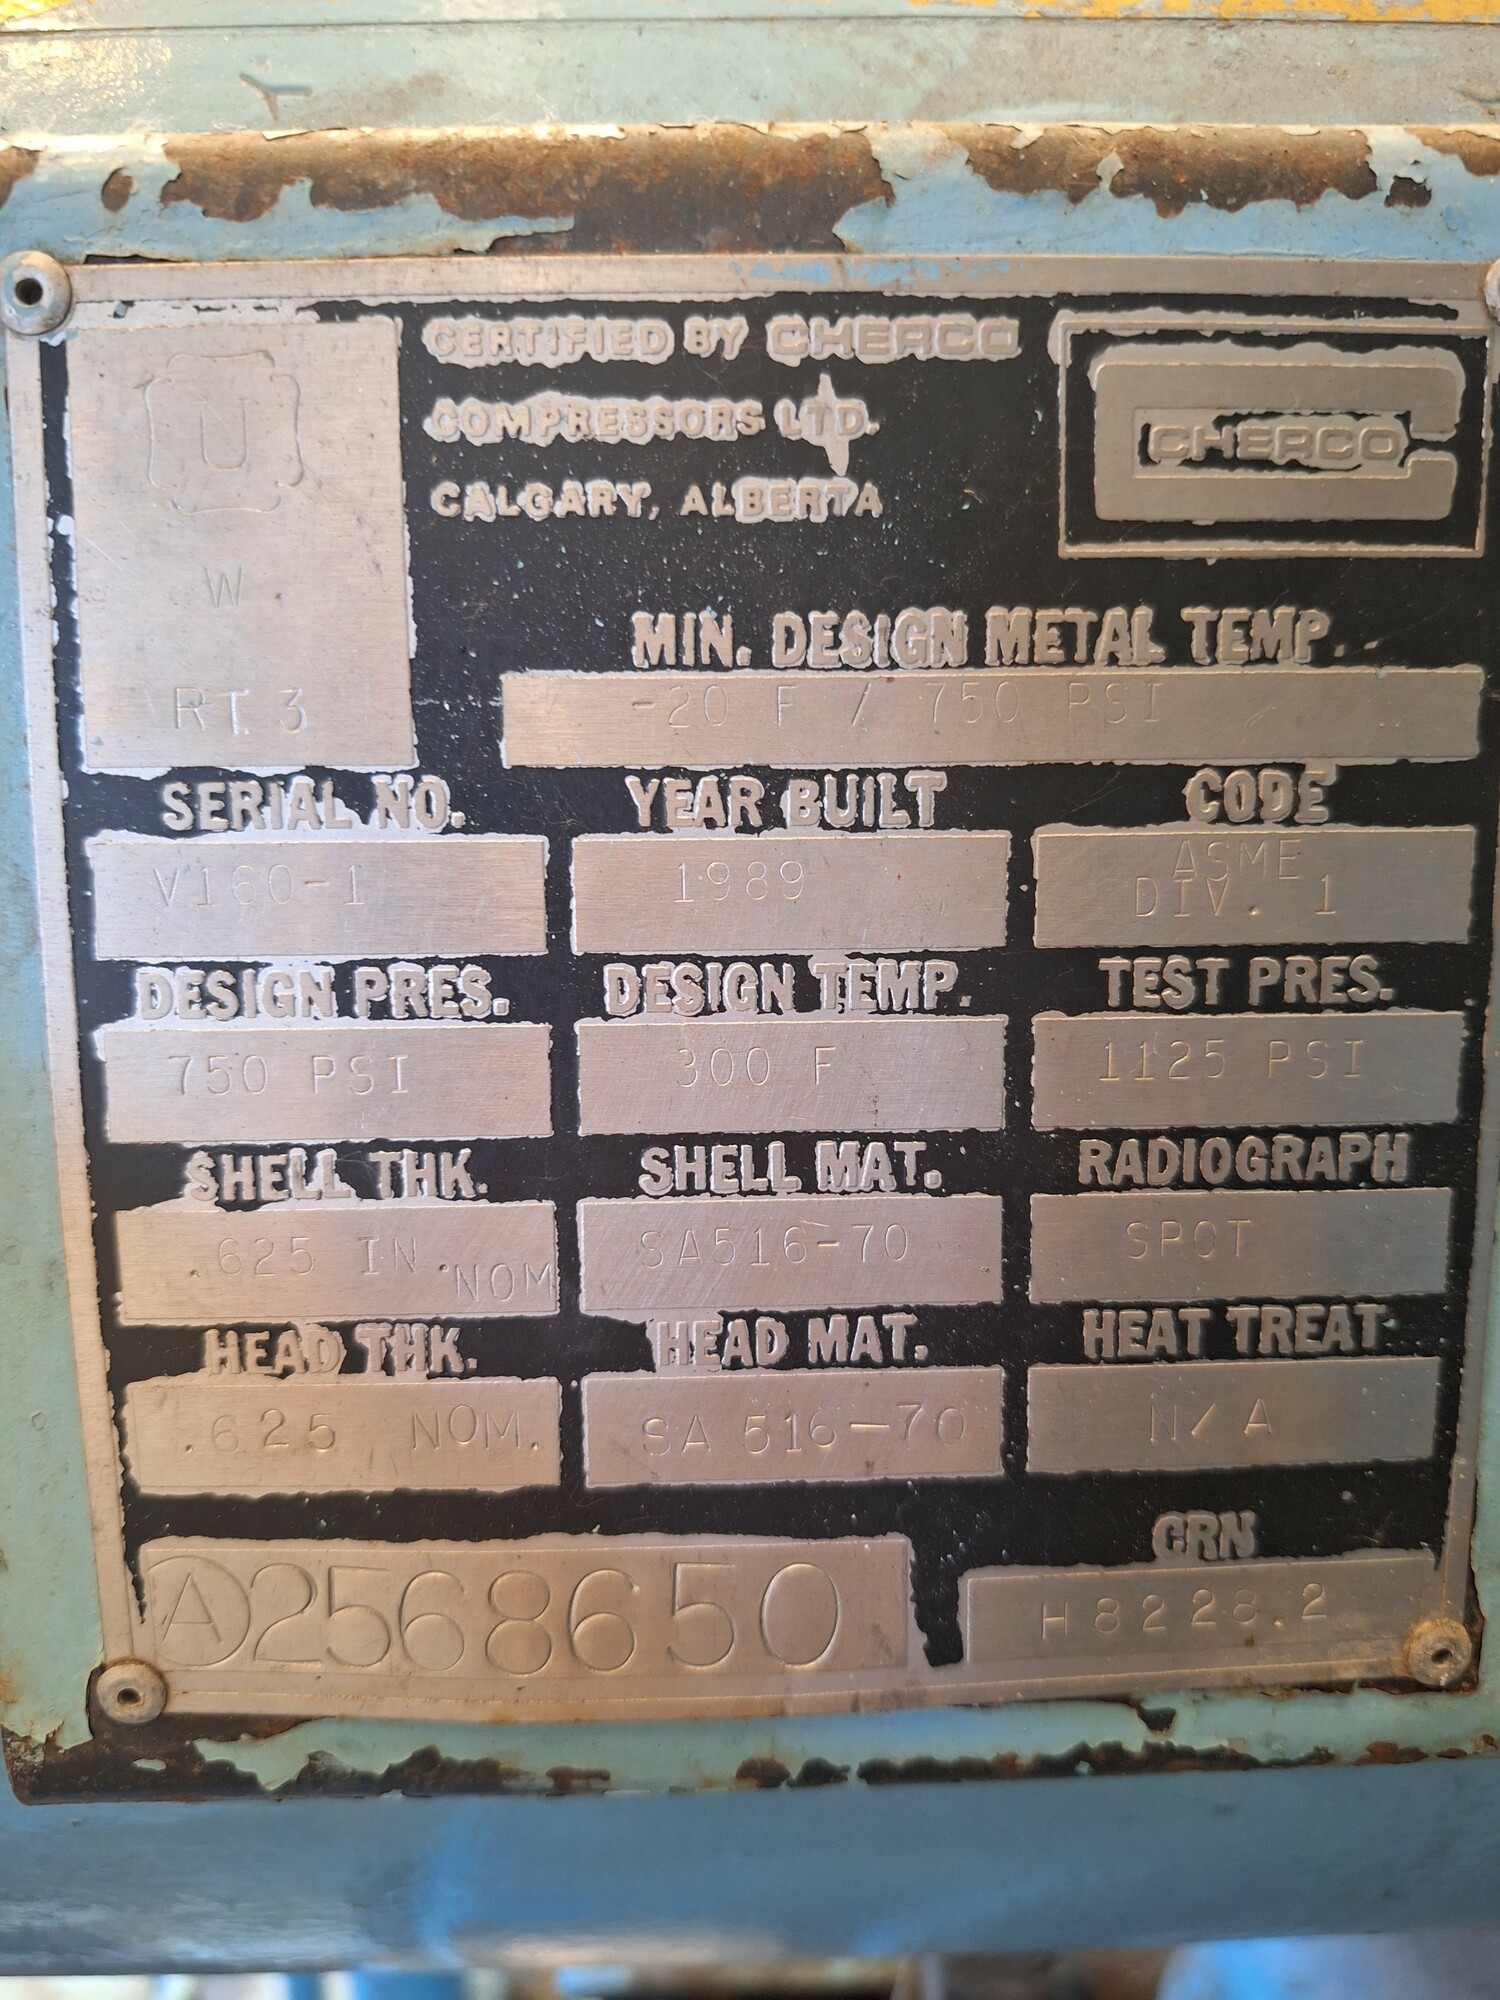 U
W
RT 3
CERTIFIED BY CHERCO
COMPRESSORS LTD.
CALGARY, ALBERTA
CHERCO
MIN. DESIGN METAL TEMP.
-20 F / 750 PSI
SERIAL NO. YEAR BUILT CODE
V160-1 1989 ASME DIV. 1
DESIGN PRES. DESIGN TEMP. TEST PRES.
750 PSI 300 F 1125 PSI
SHELL THK. SHELL MAT. RADIOGRAPH
.625 IN. NOM SA516-70 SPOT
HEAD THK. HEAD MAT. HEAT TREAT
.625 NOM. SA 516-70 N/A
CRN
A 2568650 H8228.2